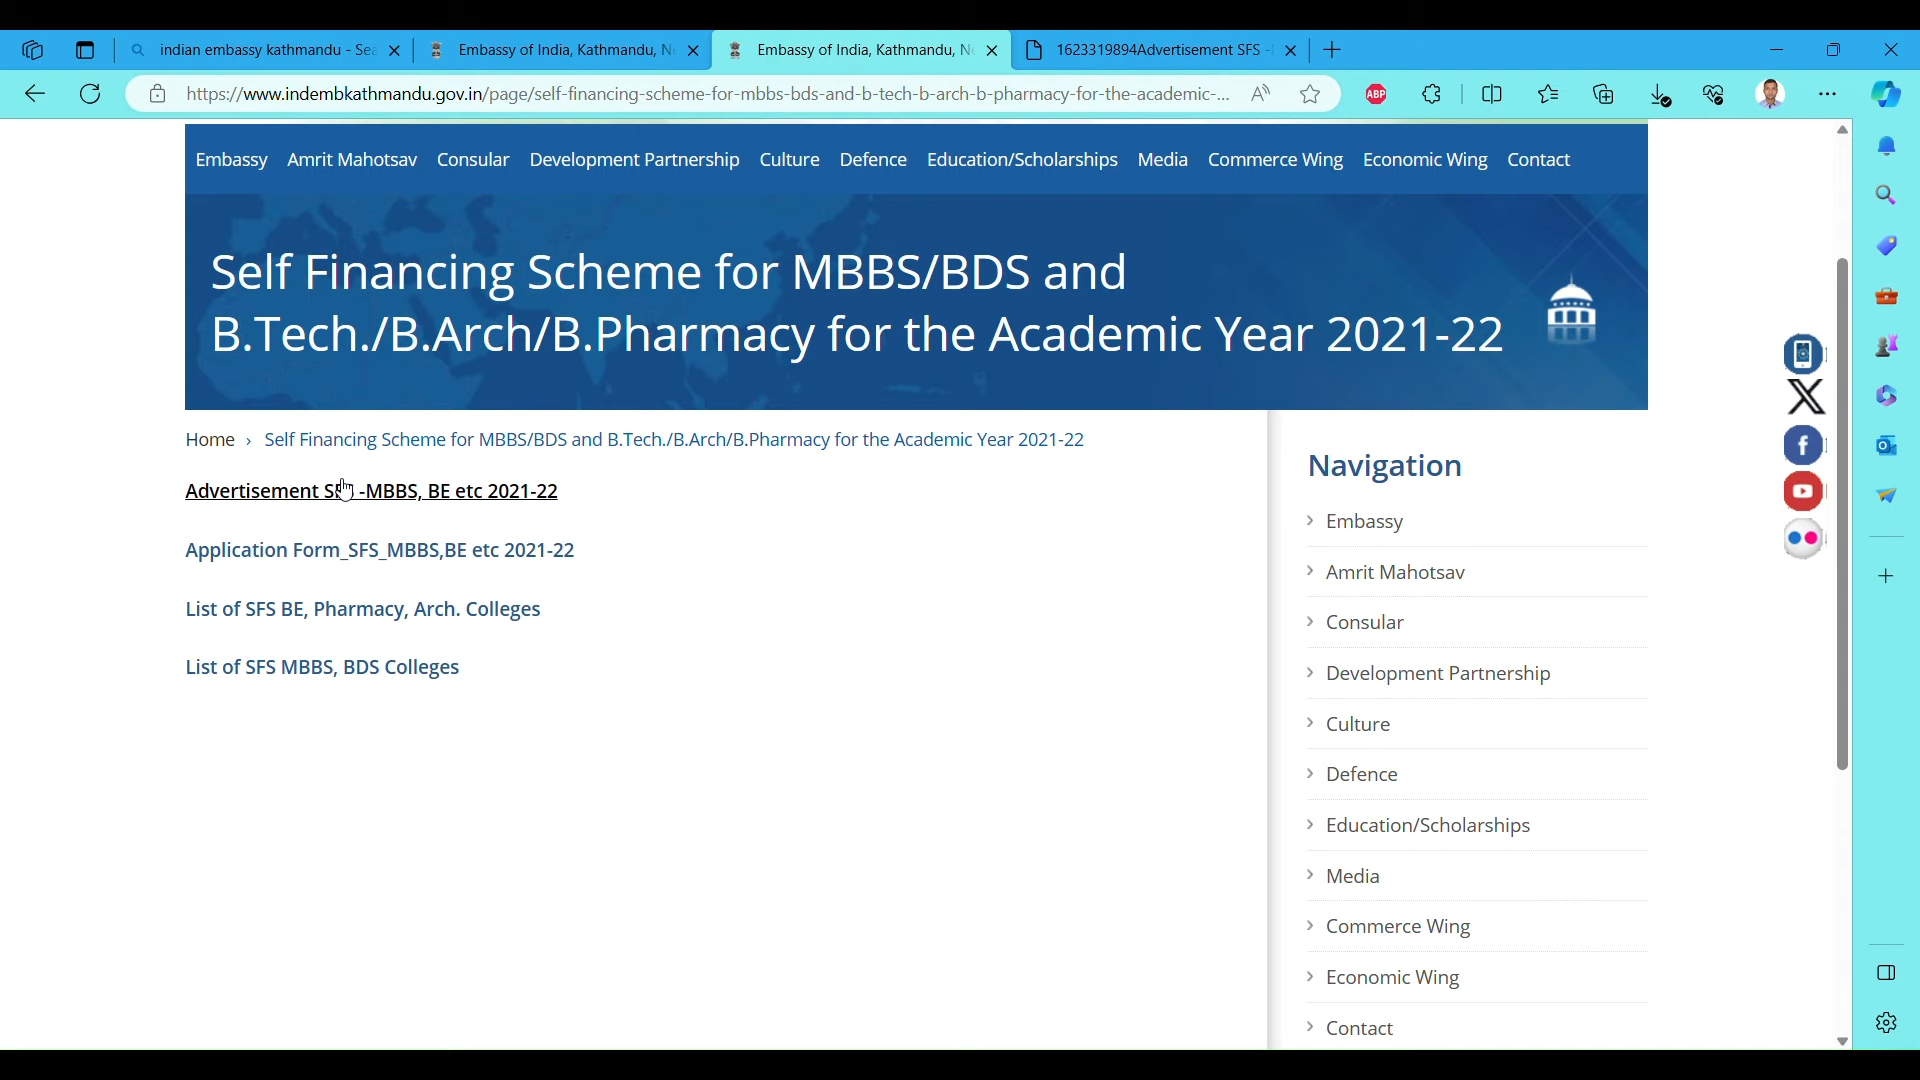 indian embassy kathmandu - Sea
Embassy of India, Kathmandu, N
Embassy of India, Kathmandu, Ne
1623319894Advertisement SFS -
https://www.indembkathmandu.gov.in/page/self-financing-scheme-for-mbbs-bds-and-b-tech-b-arch-b-pharmacy-for-the-academic-...
ABP
Embassy Amrit Mahotsav Consular Development Partnership Culture Defence Education/Scholarships Media Commerce Wing Economic Wing Contact
Self Financing Scheme for MBBS/BDS and
B.Tech./B.Arch/B.Pharmacy for the Academic Year 2021-22
Home › Self Financing Scheme for MBBS/BDS and B.Tech./B.Arch/B.Pharmacy for the Academic Year 2021-22
Advertisement SFS -MBBS, BE etc 2021-22
Application Form_SFS_MBBS,BE etc 2021-22
List of SFS BE, Pharmacy, Arch. Colleges
List of SFS MBBS, BDS Colleges
Navigation
Embassy
Amrit Mahotsav
Consular
Development Partnership
Culture
Defence
Education/Scholarships
Media
Commerce Wing
Economic Wing
Contact